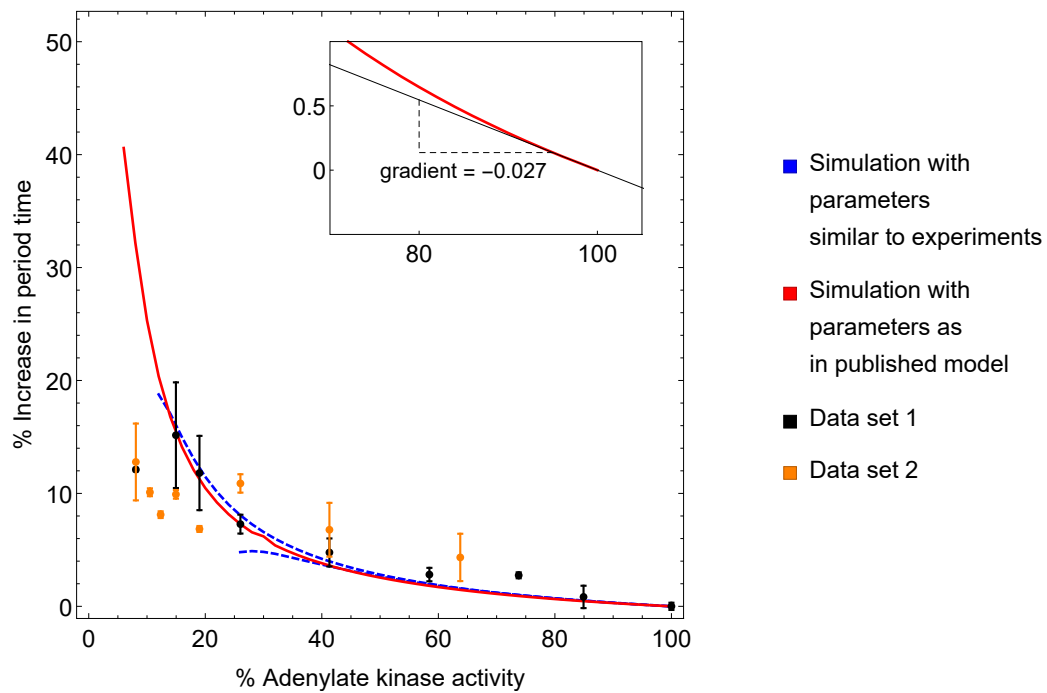 50
40
30
20
10
0
% Increase in period time
0
20
40
60
80
100
% Adenylate kinase activity
0.5
0
gradient = −0.027
80
100
Simulation with
parameters
similar to experiments
Simulation with
parameters as
in published model
Data set 1
Data set 2